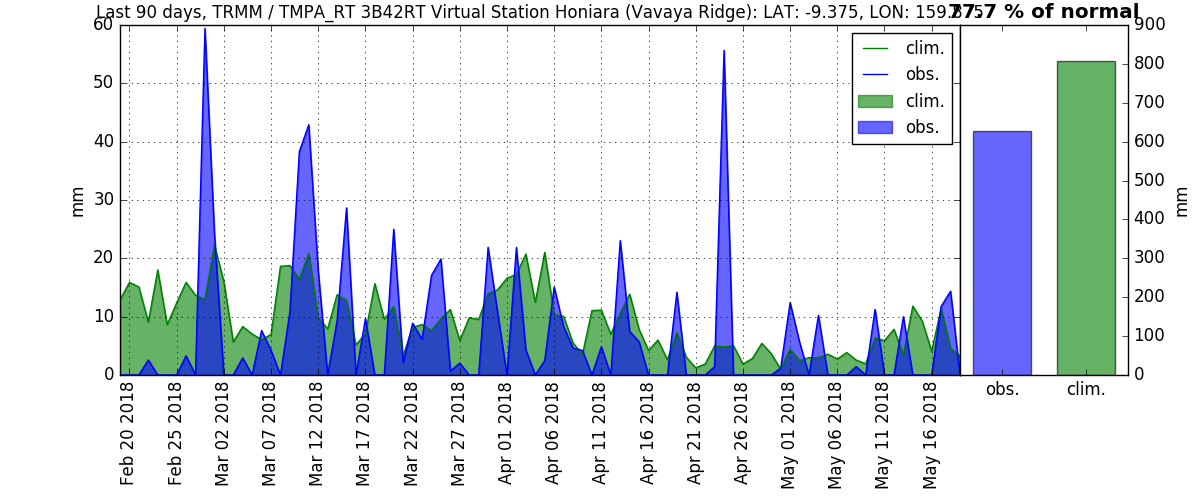 Last 90 days, TRMM / TMPA_RT 3B42RT Virtual Station Honiara (Vavaya Ridge): LAT: -9.375, LON: 159.875
77.7 % of normal
60
50
40
30
20
10
0
mm
clim.
obs.
clim.
obs.
900
800
700
600
500
400
300
200
100
0
mm
obs.
clim.
Feb 20 2018
Feb 25 2018
Mar 02 2018
Mar 07 2018
Mar 12 2018
Mar 17 2018
Mar 22 2018
Mar 27 2018
Apr 01 2018
Apr 06 2018
Apr 11 2018
Apr 16 2018
Apr 21 2018
Apr 26 2018
May 01 2018
May 06 2018
May 11 2018
May 16 2018